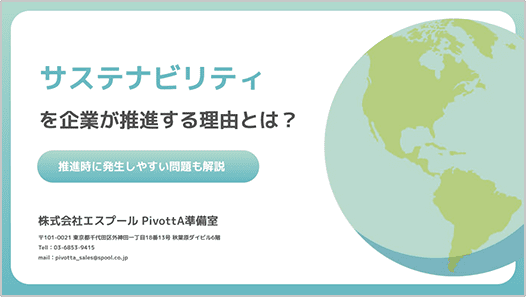 サステナビリティ
を企業が推進する理由とは？
推進時に発生しやすい問題も解説
株式会社エスプール PivottA準備室
〒101-0021 東京都千代田区外神田一丁目18番13号 秋葉原ダイビル6階
Tell：03-6853-9415
mail：pivotta_sales@spool.co.jp